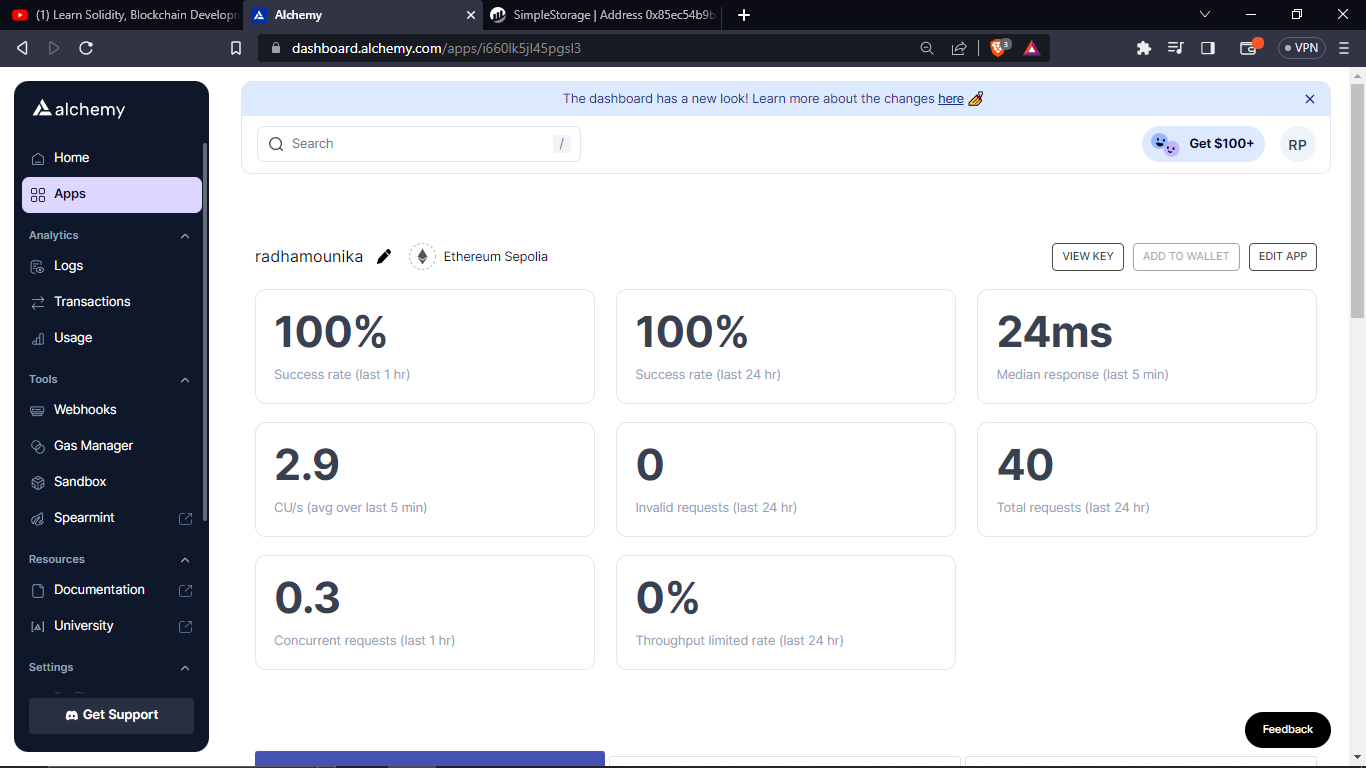 (1) Learn Solidity, Blockchain Develop
Alchemy
SimpleStorage | Address 0x85ec54b9b
dashboard.alchemy.com/apps/i660lk5jl45pgsl3
3
VPN
alchemy
Home
Apps
Analytics
Logs
Transactions
Usage
Tools
Webhooks
Gas Manager
Sandbox
Spearmint
Resources
Documentation
University
Settings
Get Support
The dashboard has a new look! Learn more about the changes here
Search
/
Get $100+
RP
radhamounika
Ethereum Sepolia
VIEW KEY
ADD TO WALLET
EDIT APP
100%
Success rate (last 1 hr)
100%
Success rate (last 24 hr)
24ms
Median response (last 5 min)
2.9
CU/s (avg over last 5 min)
0
Invalid requests (last 24 hr)
40
Total requests (last 24 hr)
0.3
Concurrent requests (last 1 hr)
0%
Throughput limited rate (last 24 hr)
Feedback